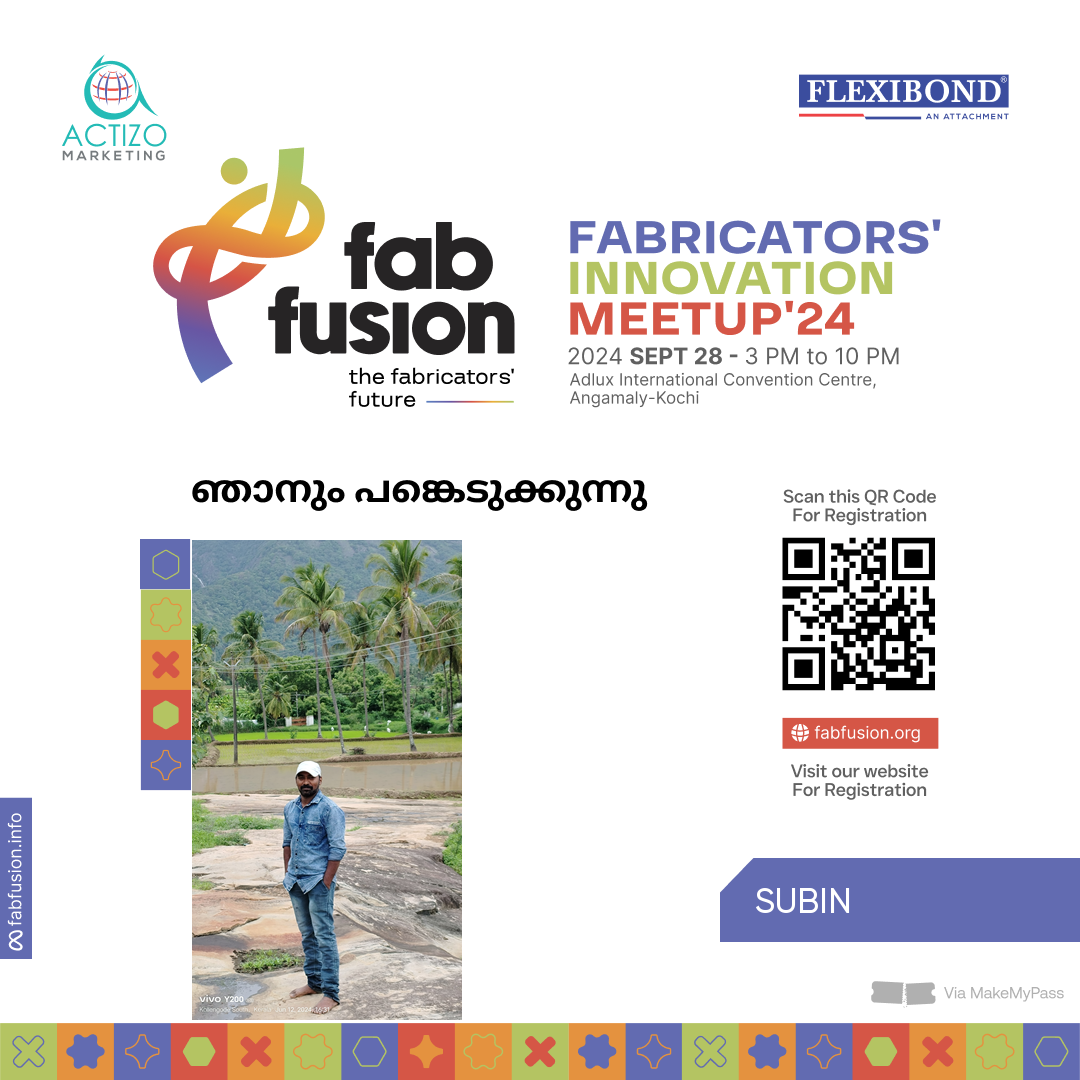 ACTIZO
MARKETING
FLEXIBOND®
AN ATTACHMENT
fab
fusion
the fabricators'
future
FABRICATORS'
INNOVATION
MEETUP'24
2024 SEPT 28 - 3 PM to 10 PM
Adlux International Convention Centre,
Angamaly-Kochi
ഞാനും പങ്കെടുക്കുന്നു
Scan this QR Code
For Registration
fabfusion.org
Visit our website
For Registration
fabfusion.info
SUBIN
vivo Y200
Via MakeMyPass